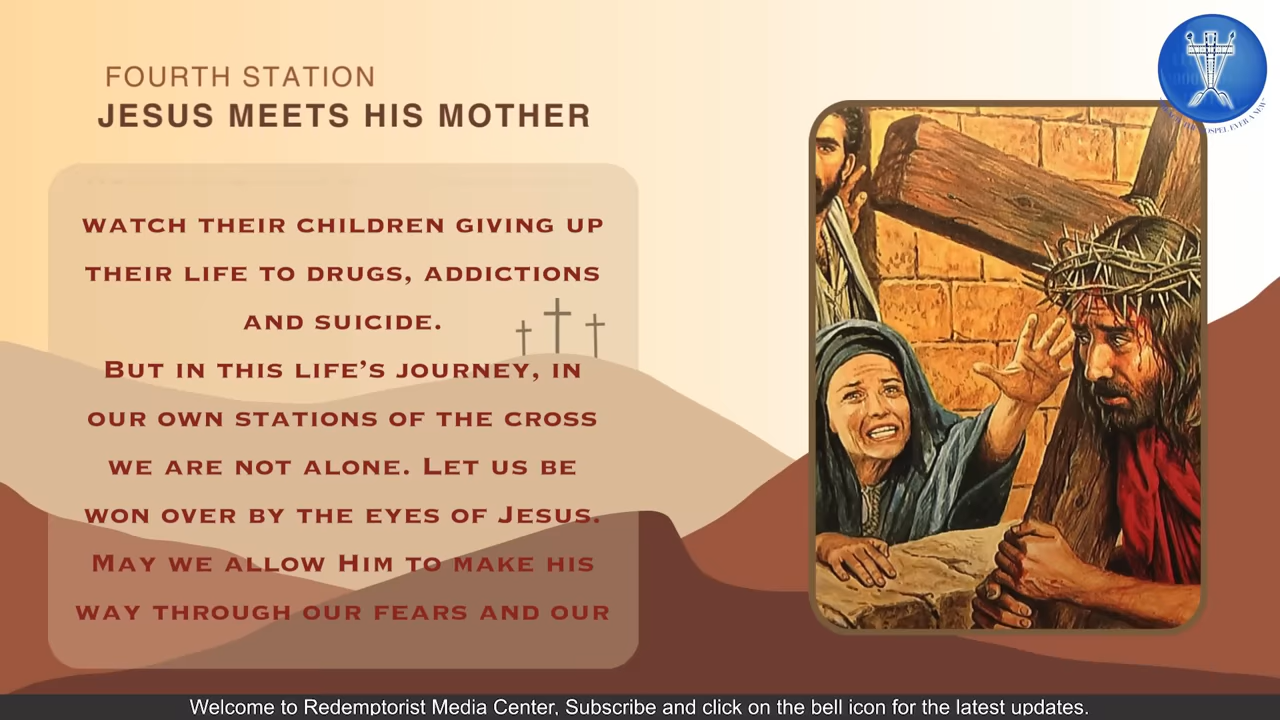 FOURTH STATION
JESUS MEETS HIS MOTHER
WATCH THEIR CHILDREN GIVING UP
THEIR LIFE TO DRUGS, ADDICTIONS
AND SUICIDE.
BUT IN THIS LIFE’S JOURNEY, IN
OUR OWN STATIONS OF THE CROSS
WE ARE NOT ALONE. LET US BE
WON OVER BY THE EYES OF JESUS.
MAY WE ALLOW HIM TO MAKE HIS
WAY THROUGH OUR FEARS AND OUR
Welcome to Redemptorist Media Center, Subscribe and click on the bell icon for the latest updates.